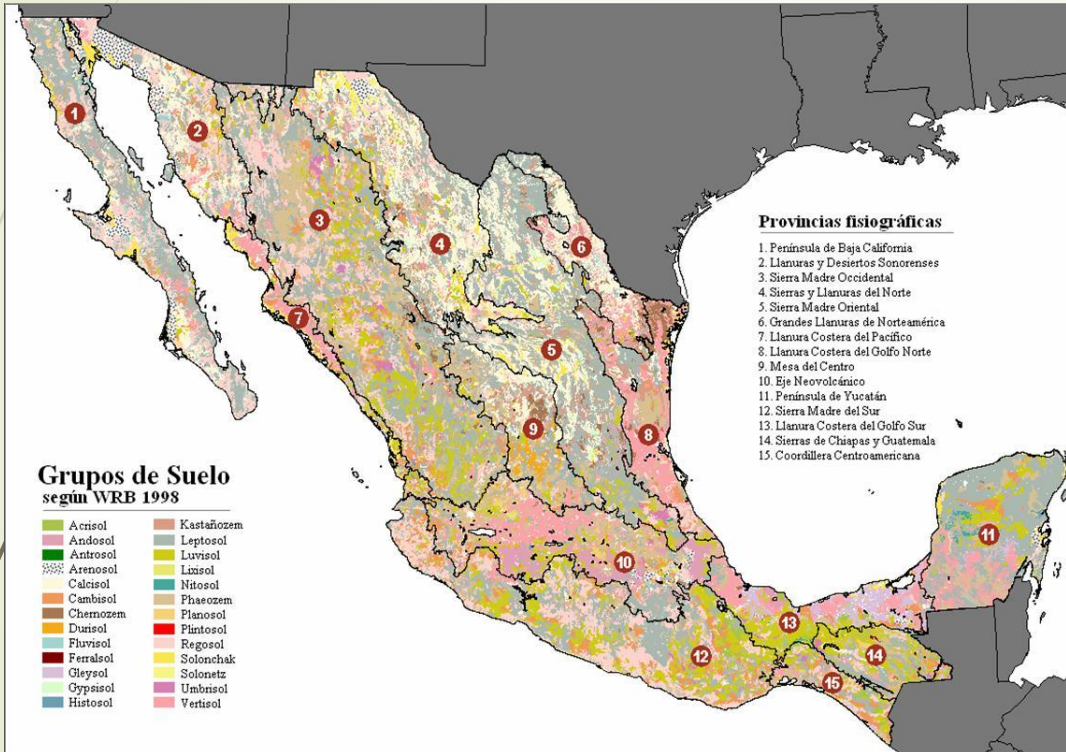 Provincias fisiográficas
1. Península de Baja California
2. Llanuras y Desiertos Sonorenses
3. Sierra Madre Occidental
4. Sierras y Llanuras del Norte
5. Sierra Madre Oriental
6. Grandes Llanuras de Norteamérica
7. Llanura Costera del Pacífico
8. Llanura Costera del Golfo Norte
9. Mesa del Centro
10. Eje Neovolcánico
11. Península de Yucatán
12. Sierra Madre del Sur
13. Llanura Costera del Golfo Sur
14. Sierras de Chiapas y Guatemala
15. Coordillera Centroamericana
Grupos de Suelo
según WRB 1998
Acrisol
Andosol
Antrosol
Arenosol
Calcisol
Cambisol
Chernozem
Durisol
Fluvisol
Ferralsol
Gleysol
Gypsisol
Histosol
Kastañozem
Leptosol
Luvisol
Lixisol
Nitosol
Phaeozem
Planosol
Plintosol
Regosol
Solonchak
Solonetz
Umbrisol
Vertisol
1
2
3
4
5
6
7
8
9
10
11
12
13
14
15